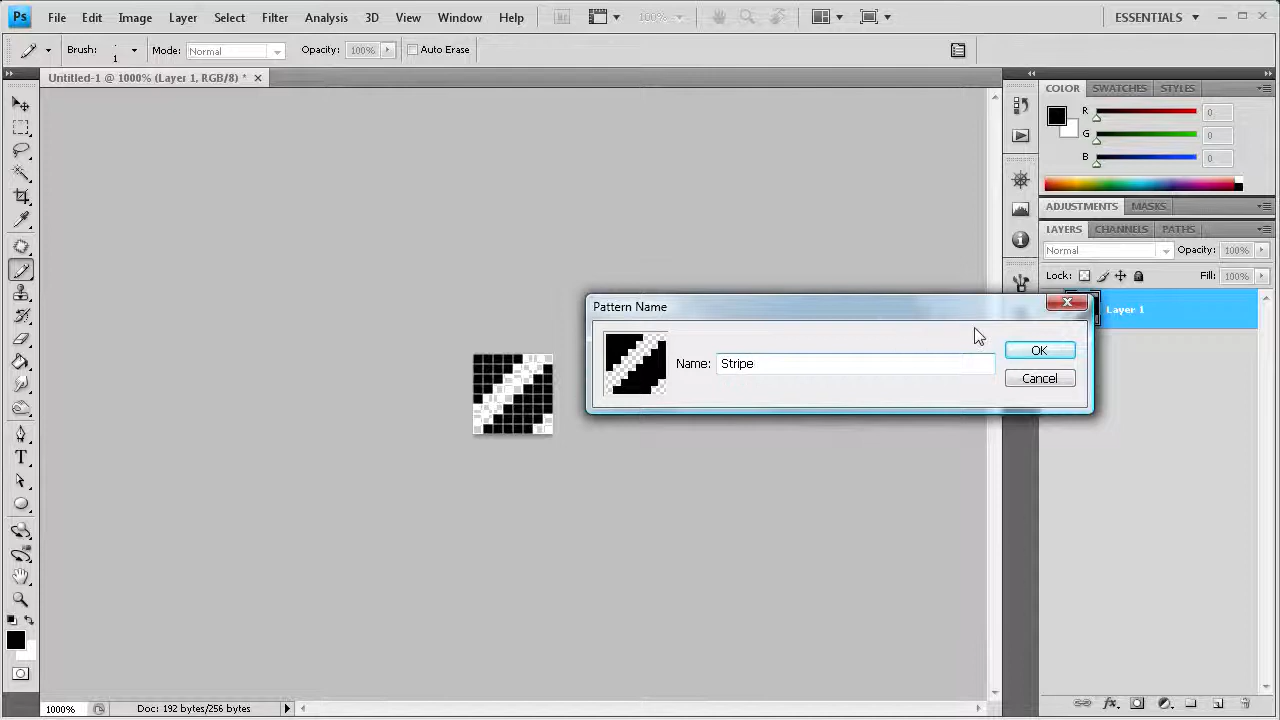 Ps File Edit Image Layer Select Filter Analysis 3D View Window Help Br 100% ESSENTIALS
Brush: 1 Mode: Normal Opacity: 100% Auto Erase
Untitled-1 @ 1000% (Layer 1, RGB/8) *
COLOR SWATCHES STYLES
R 0
G 0
B 0
ADJUSTMENTS MASKS
LAYERS CHANNELS PATHS
Normal Opacity: 100%
Lock: Fill: 100%
Layer 1
Pattern Name
Name: Stripe
OK
Cancel
T
1000% Doc: 192 bytes/256 bytes
fx